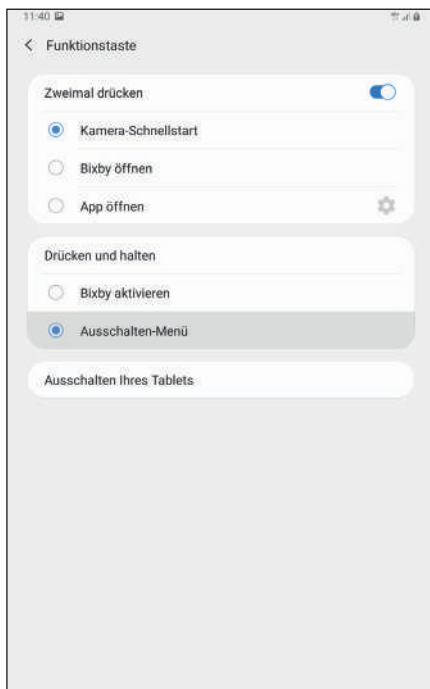 11:40
Funktionstaste
Zweimal drücken
Kamera-Schnellstart
Bixby öffnen
App öffnen
Drücken und halten
Bixby aktivieren
Ausschalten-Menü
Ausschalten Ihres Tablets